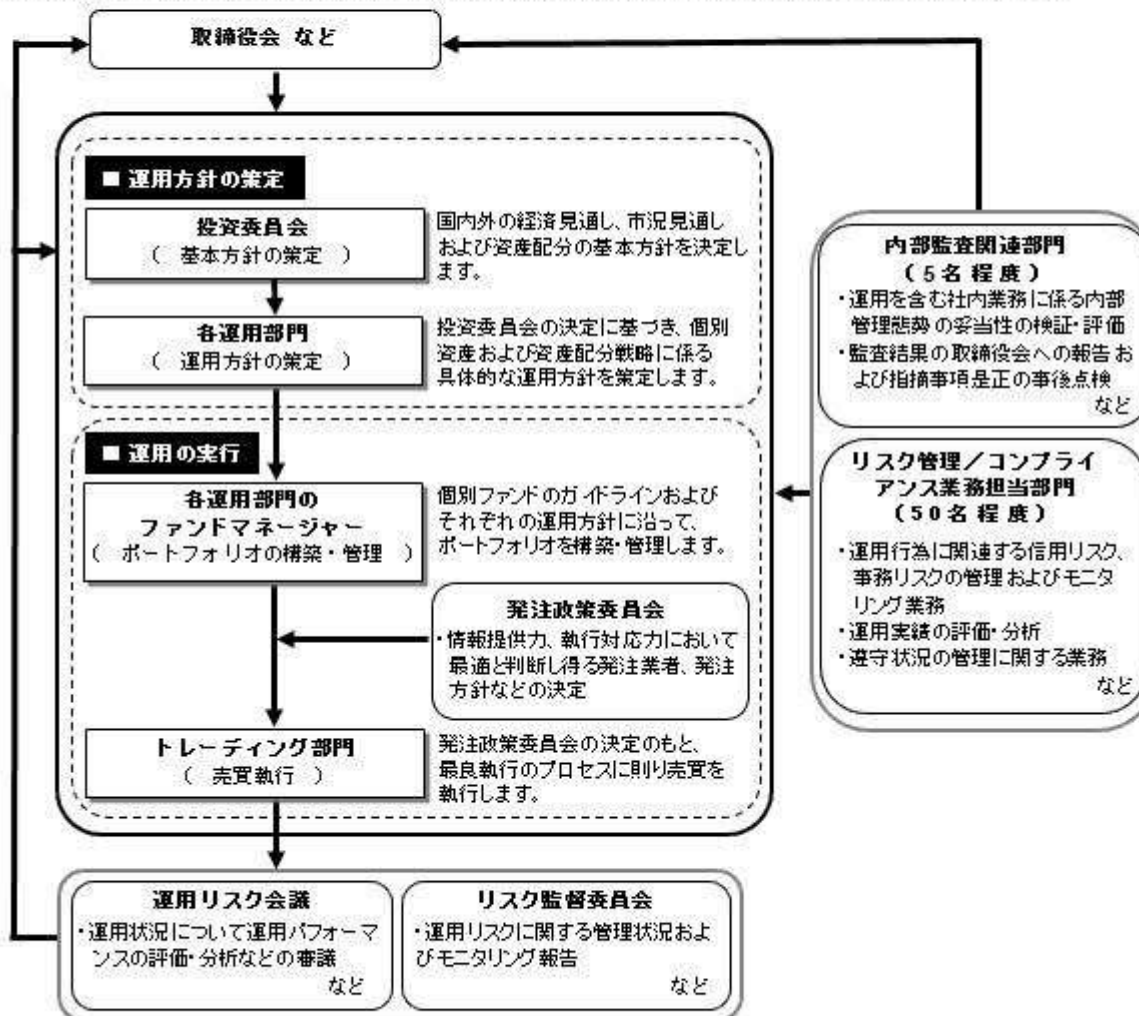 取締役会 など
■ 運用方針の策定
投資委員会
( 基本方針の策定 )
国内外の経済見通し、市況見通し
および資産配分の基本方針を決定し
ます。
各運用部門
( 運用方針の策定 )
投資委員会の決定に基づき、個別
資産および資産配分戦略に係る
具体的な運用方針を策定します。
■ 運用の実行
各運用部門の
ファンドマネージャー
( ポートフォリオの構築・管理 )
個別ファンドのガイドラインおよび
それぞれの運用方針に沿って、
ポートフォリオを構築・管理します。
発注政策委員会
・情報提供力、執行対応力において
最適と判断し得る発注業者、発注
方針などの決定
トレーディング部門
( 売買執行 )
発注政策委員会の決定のもと、
最良執行のプロセスに則り売買を
執行します。
内部監査関連部門
(5名程度)
・運用を含む社内業務に係る内部
管理態勢の妥当性の検証・評価
・監査結果の取締役会への報告お
よび指摘事項是正の事後点検
など
リスク管理/コンプライ
アンス業務担当部門
(50名程度)
・運用行為に関連する信用リスク、
事務リスクの管理およびモニタ
リング業務
・運用実績の評価・分析
・遵守状況の管理に関する業務
など
運用リスク会議
・運用状況について運用パフォーマ
ンスの評価・分析などの審議
など
リスク監督委員会
・運用リスクに関する管理状況およ
びモニタリング報告
など